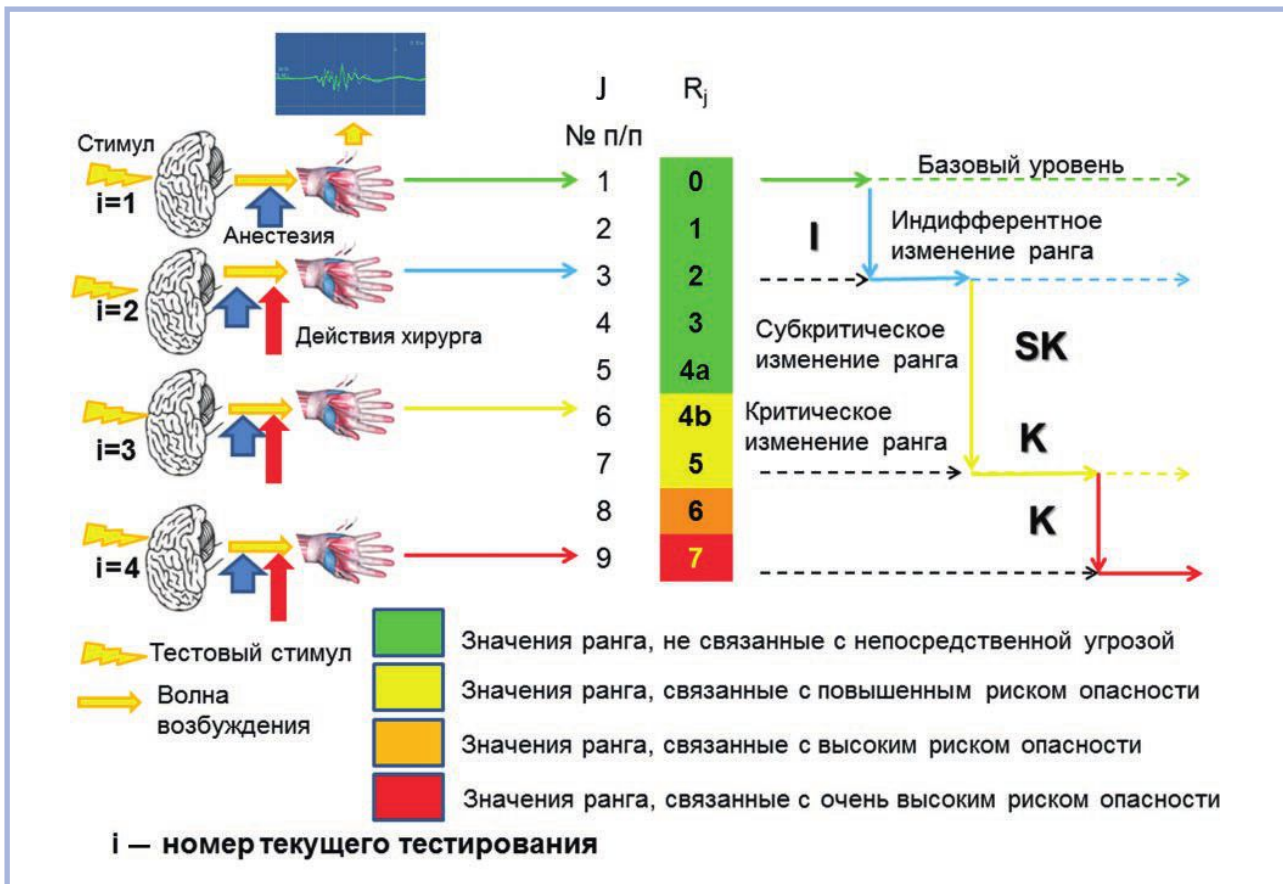 Стимул
i=1
Анестезия
i=2
Действия хирурга
i=3
i=4
J
№ п/п
1
2
3
4
5
6
7
8
9
Rj
0
1
2
3
4a
4b
5
6
7
Базовый уровень
I
Индифферентное
изменение ранга
Субкритическое
изменение ранга
SK
Критическое
изменение ранга
K
K
Тестовый стимул
Волна
возбуждения
Значения ранга, не связанные с непосредственной угрозой
Значения ранга, связанные с повышенным риском опасности
Значения ранга, связанные с высоким риском опасности
Значения ранга, связанные с очень высоким риском опасности
i — номер текущего тестирования